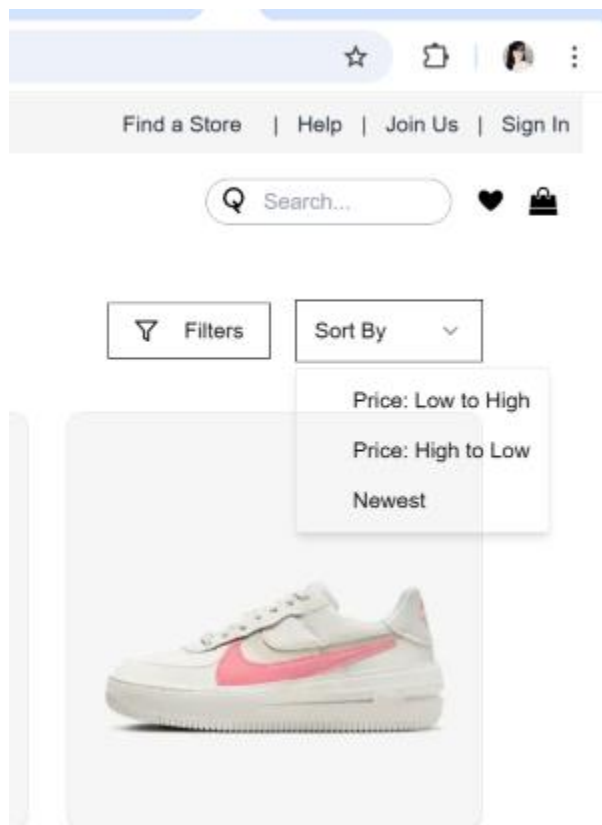 Find a Store | Help | Join Us | Sign In
Search...
Filters
Sort By
Price: Low to High
Price: High to Low
Newest